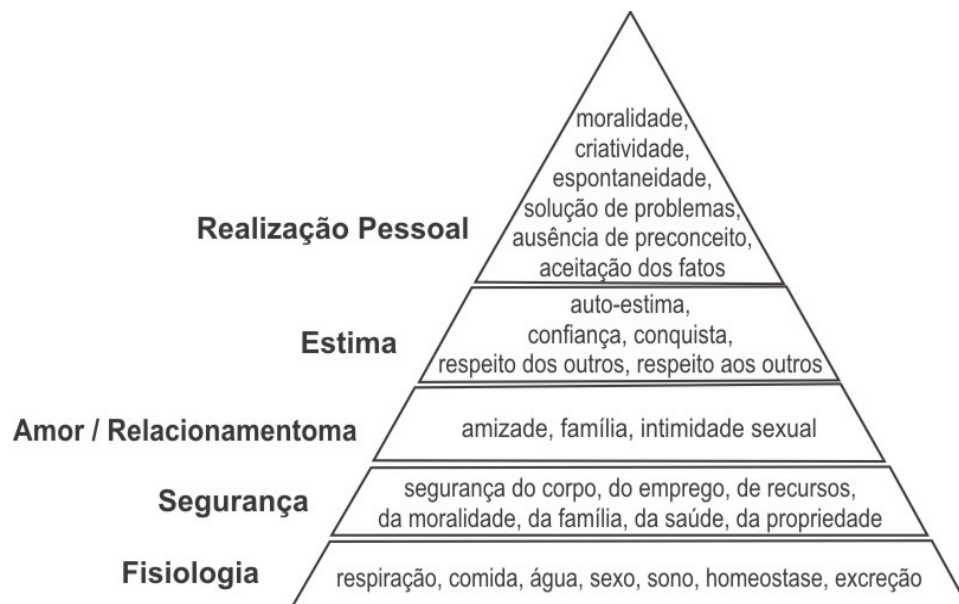 moralidade,
criatividade,
espontaneidade,
solução de problemas,
Realização Pessoal
ausência de preconceito,
aceitação dos fatos
auto-estima,
Estima
confiança, conquista,
respeito dos outros, respeito aos outros
Amor / Relacionamentoma
amizade, família, intimidade sexual
Segurança
segurança do corpo, do emprego, de recursos,
da moralidade, da família, da saúde, da propriedade
Fisiologia
respiração, comida, água, sexo, sono, homeostase, excreção